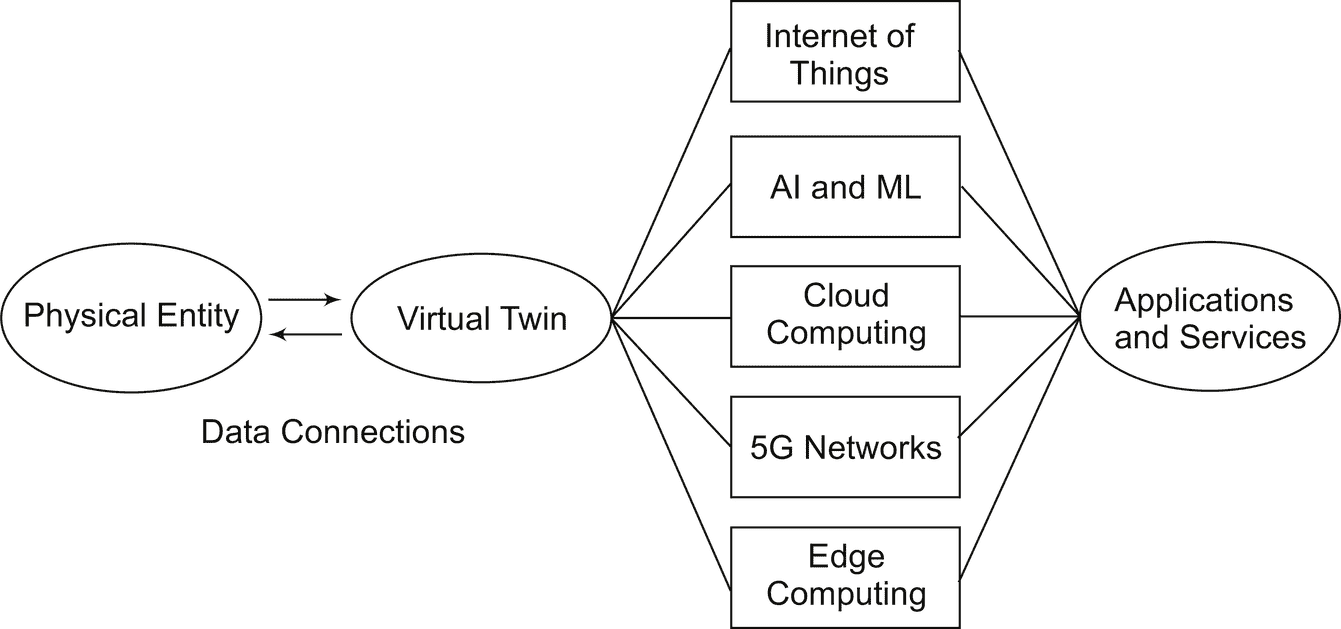 Physical Entity
Data Connections
Virtual Twin
Internet of
Things
AI and ML
Cloud
Computing
5G Networks
Edge
Computing
Applications
and Services